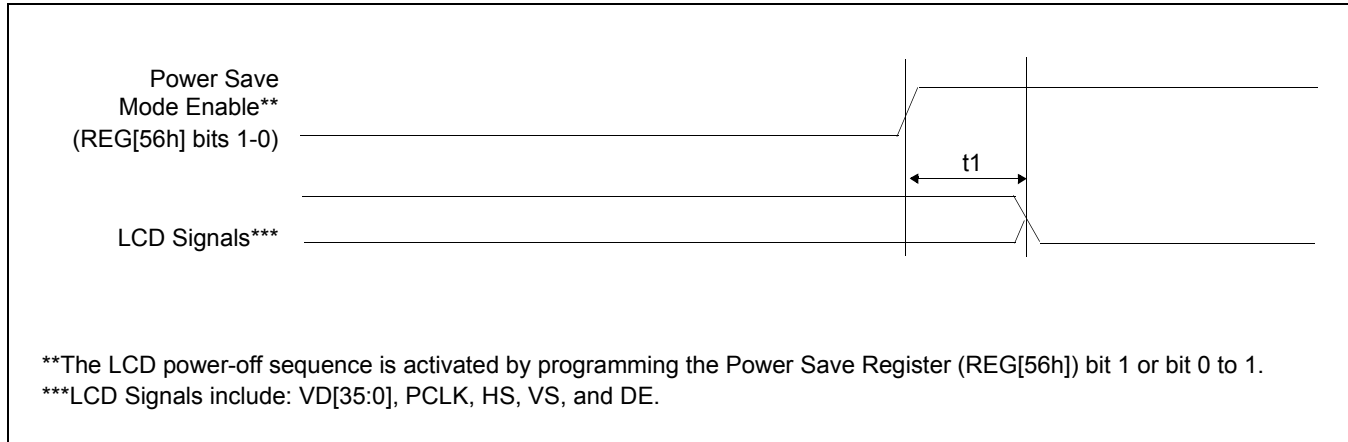 Power Save
Mode Enable**
(REG[56h] bits 1-0)
t1
LCD Signals***
**The LCD power-off sequence is activated by programming the Power Save Register (REG[56h]) bit 1 or bit 0 to 1.
***LCD Signals include: VD[35:0], PCLK, HS, VS, and DE.